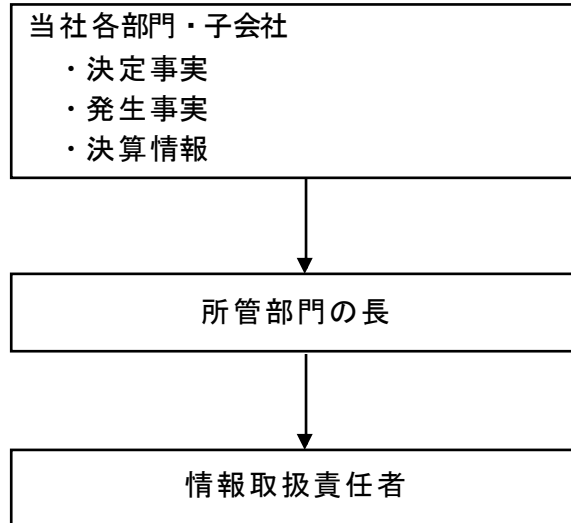 当社各部門・子会社
・決定事実
・発生事実
・決算情報
所管部門の長
情報取扱責任者